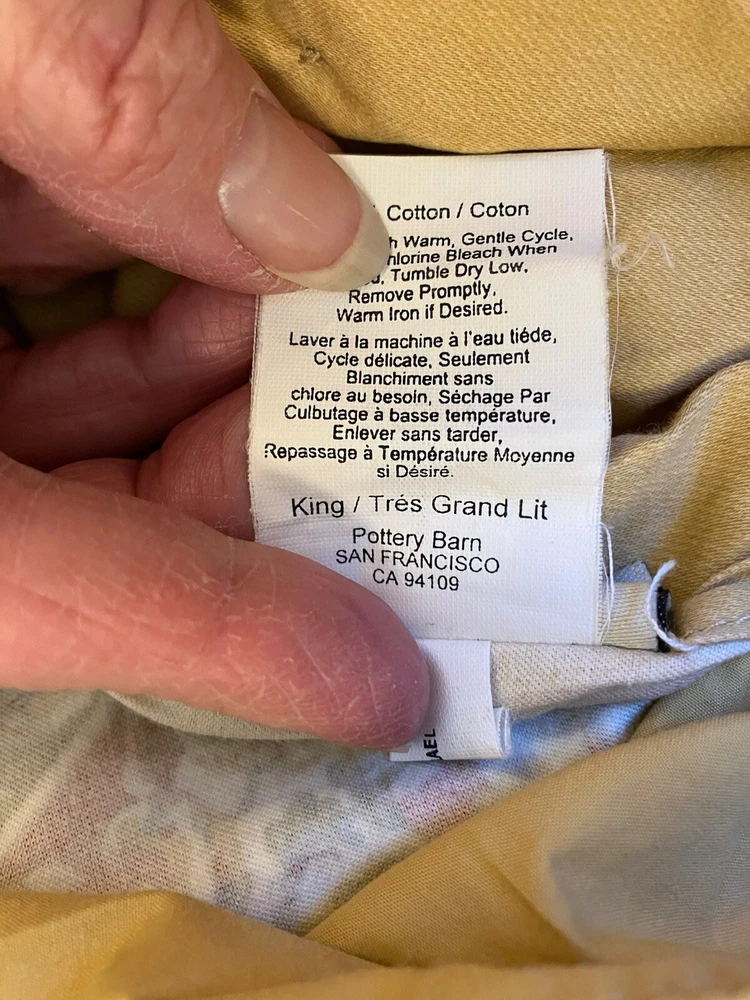 Cotton / Coton
Warm, Gentle Cycle,
Bleach When
Tumble Dry Low,
Remove Promptly,
Warm Iron if Desired.
Laver à la machine à l'eau tiéde,
Cycle délicate, Seulement
Blanchiment sans
chlore au besoin, Séchage Par
Culbutage à basse température,
Enlever sans tarder,
Repassage à Température Moyenne
si Désiré.
King / Trés Grand Lit
Pottery Barn
SAN FRANCISCO
CA 94109